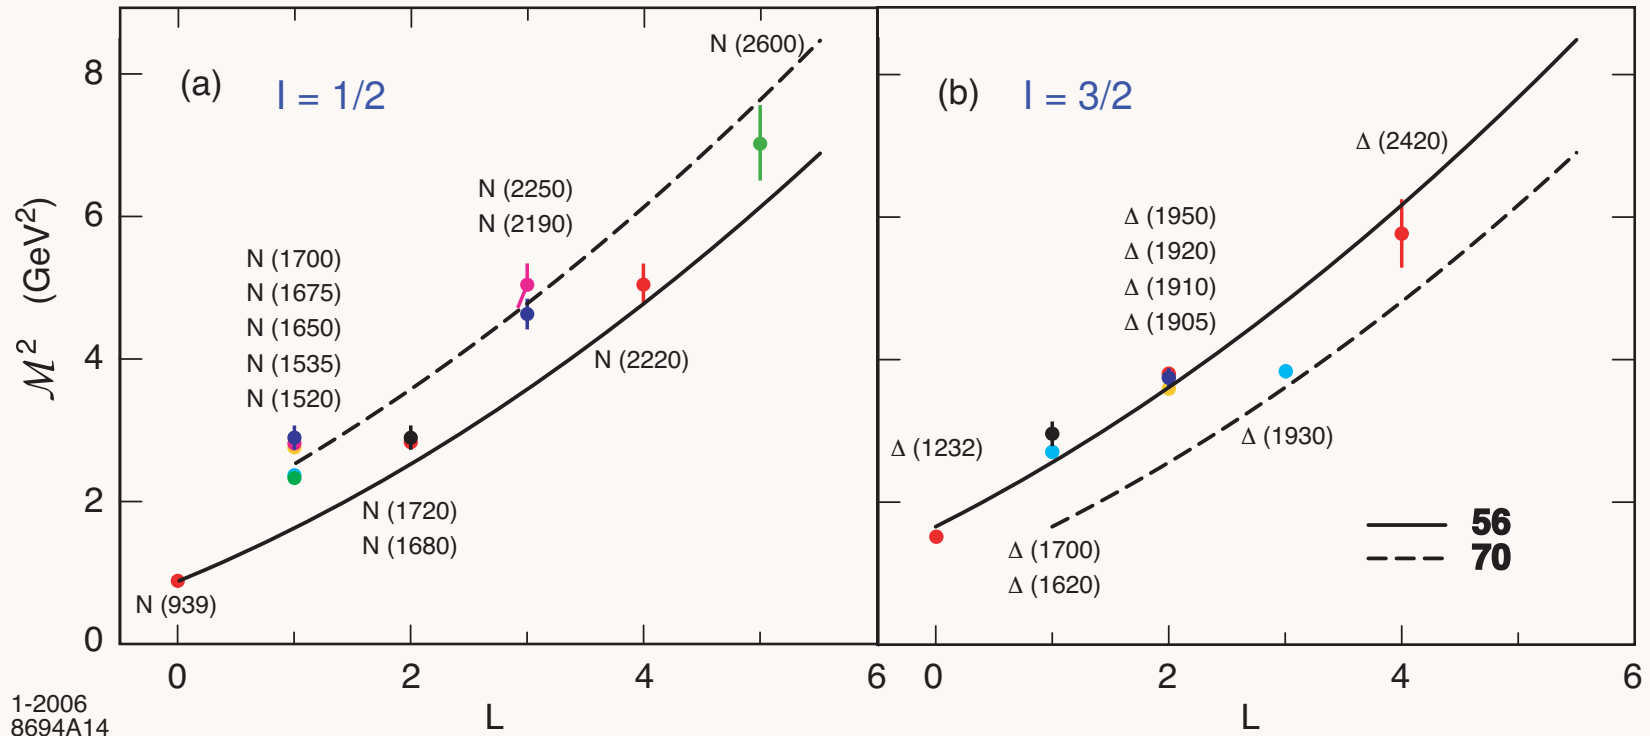 (a)
I = 1/2
N (2600)
N (2250)
N (2190)
N (1700)
N (1675)
N (1650)
N (1535)
N (1520)
N (2220)
N (1720)
N (1680)
N (939)
8
6
4
2
0
ℳ² (GeV²)
0 2 4 6
L
(b)
I = 3/2
Δ (2420)
Δ (1950)
Δ (1920)
Δ (1910)
Δ (1905)
Δ (1232)
Δ (1930)
Δ (1700)
Δ (1620)
56
70
0 2 4 6
L
1-2006
8694A14